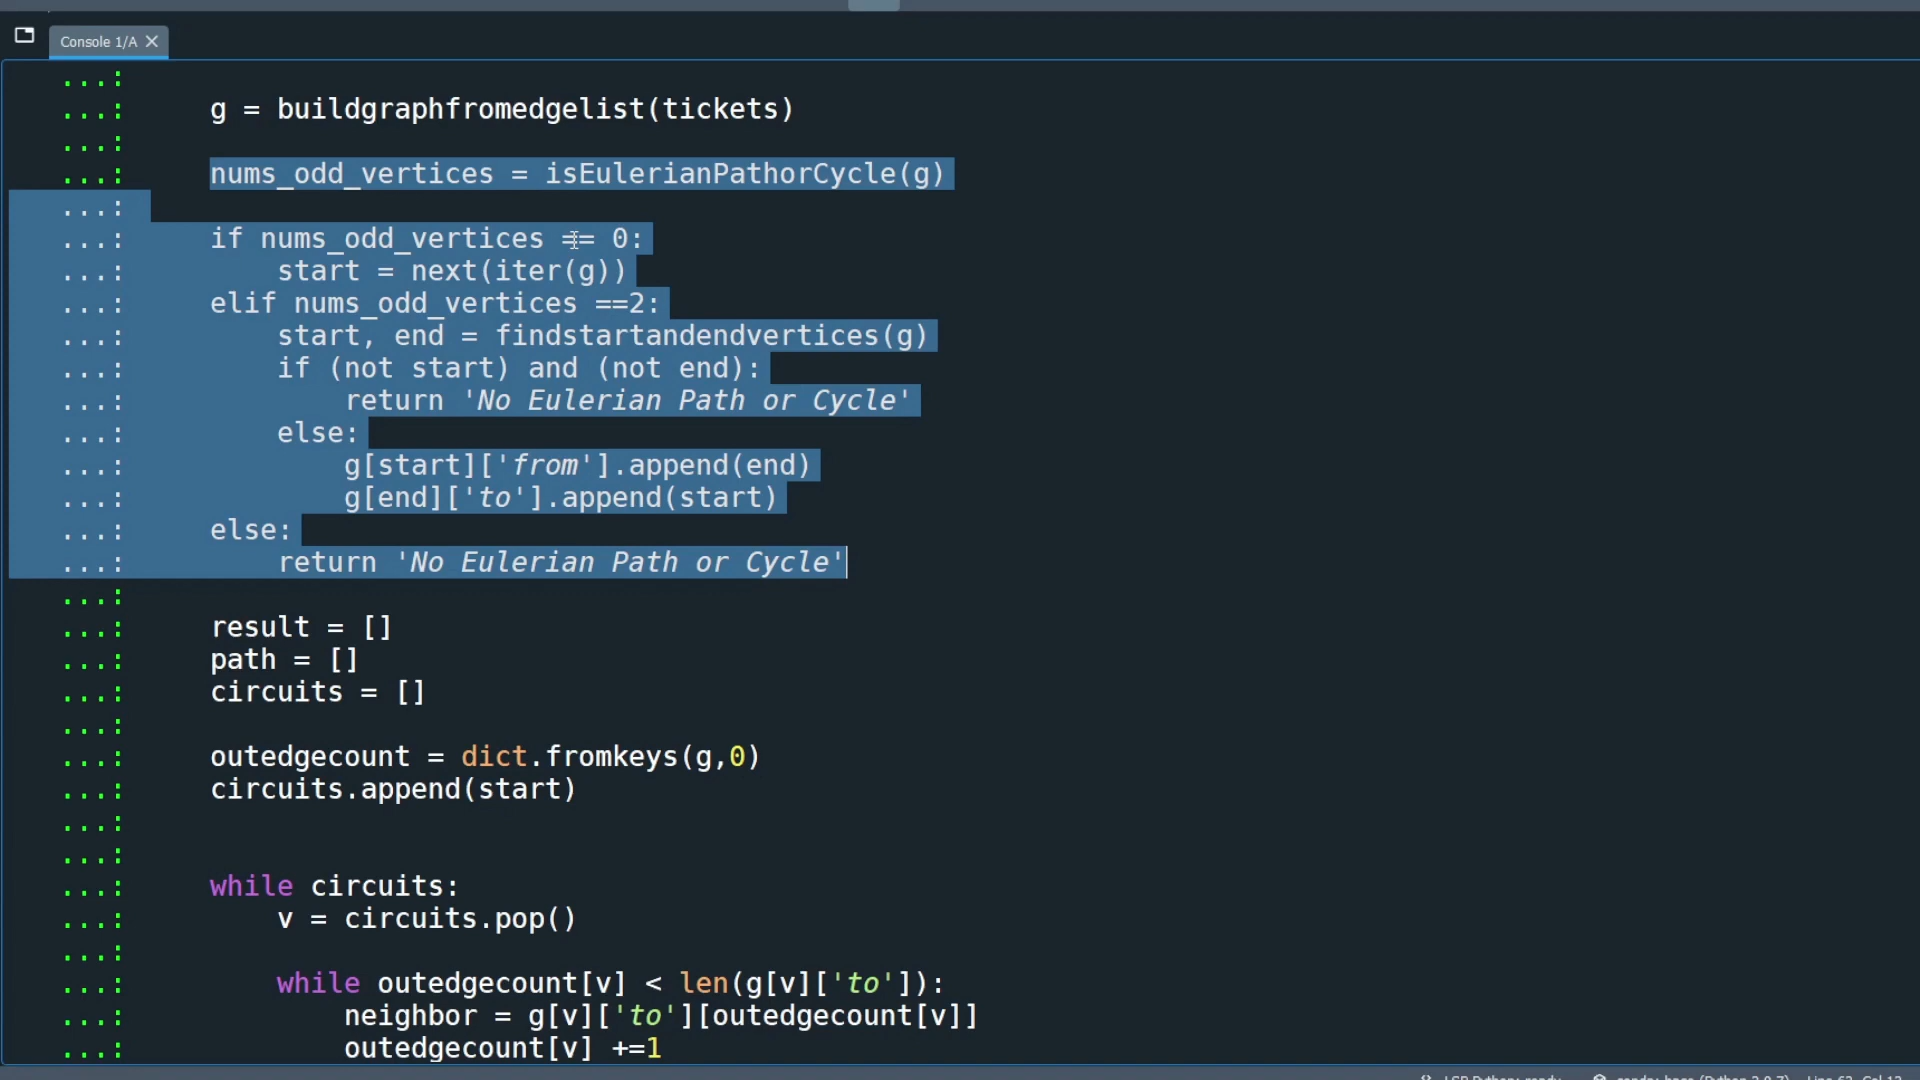 Console 1/A
...:
...: g = buildgraphfromedgelist(tickets)
...:
...: nums_odd_vertices = isEulerianPathorCycle(g)
...:
...: if nums_odd_vertices == 0:
...: start = next(iter(g))
...: elif nums_odd_vertices ==2:
...: start, end = findstartandendvertices(g)
...: if (not start) and (not end):
...: return 'No Eulerian Path or Cycle'
...: else:
...: g[start]['from'].append(end)
...: g[end]['to'].append(start)
...: else:
...: return 'No Eulerian Path or Cycle'
...:
...: result = []
...: path = []
...: circuits = []
...:
...: outedgecount = dict.fromkeys(g,0)
...: circuits.append(start)
...:
...:
...: while circuits:
...: v = circuits.pop()
...:
...: while outedgecount[v] < len(g[v]['to']):
...: neighbor = g[v]['to'][outedgecount[v]]
...: outedgecount[v] +=1